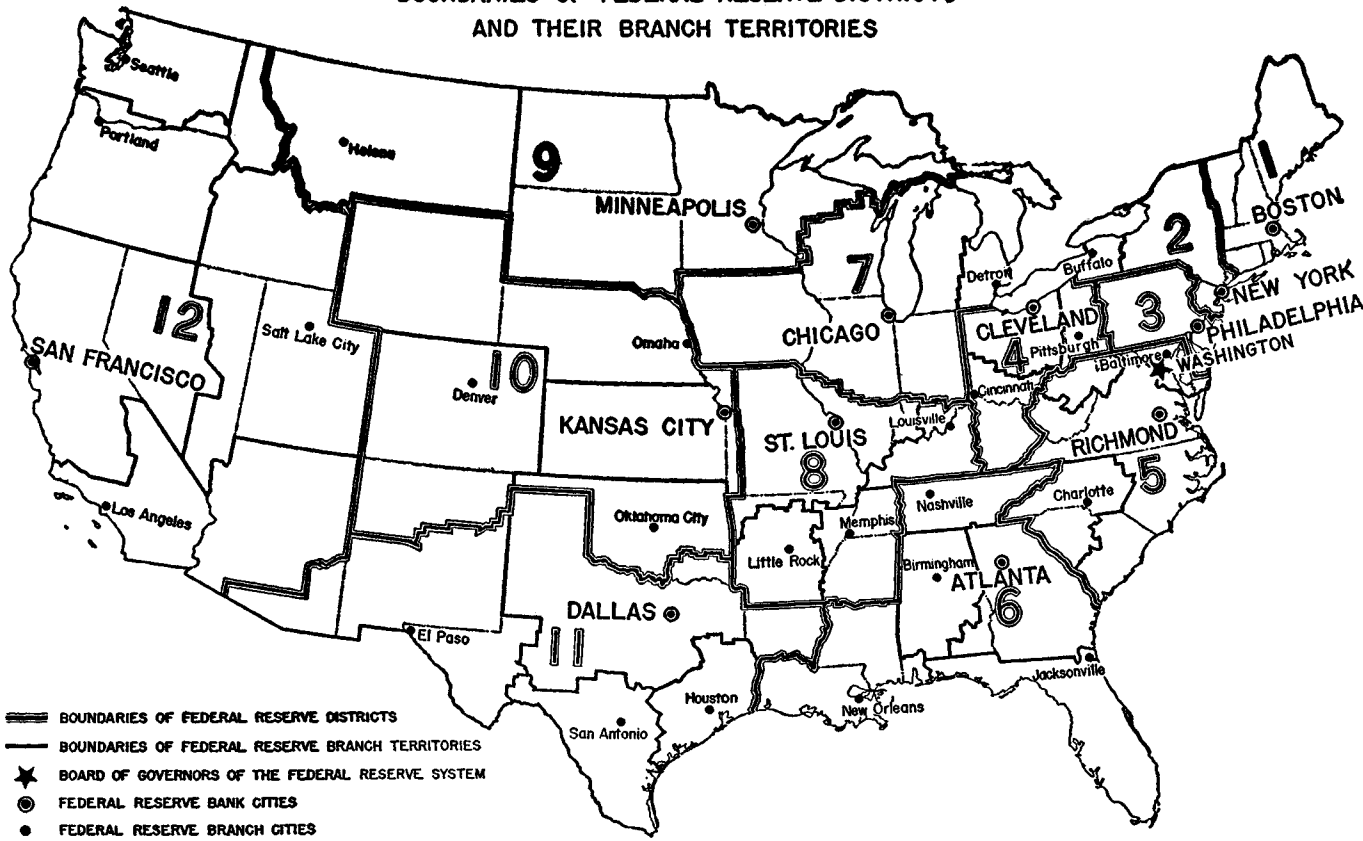 AND THEIR BRANCH TERRITORIES
Seattle
Portland
Helena
9
MINNEAPOLIS
1
BOSTON
2
7
Detroit
Buffalo
NEW YORK
12
Salt Lake City
SAN FRANCISCO
Omaha
CHICAGO
CLEVELAND
4
Pittsburgh
3
PHILADELPHIA
Baltimore
WASHINGTON
10
Denver
Cincinnati
KANSAS CITY
ST. LOUIS
8
Louisville
RICHMOND
5
Los Angeles
Oklahoma City
Memphis
Nashville
Charlotte
Little Rock
Birmingham
ATLANTA
6
DALLAS
11
El Paso
Houston
San Antonio
New Orleans
Jacksonville
BOUNDARIES OF FEDERAL RESERVE DISTRICTS
BOUNDARIES OF FEDERAL RESERVE BRANCH TERRITORIES
BOARD OF GOVERNORS OF THE FEDERAL RESERVE SYSTEM
FEDERAL RESERVE BANK CITIES
FEDERAL RESERVE BRANCH CITIES